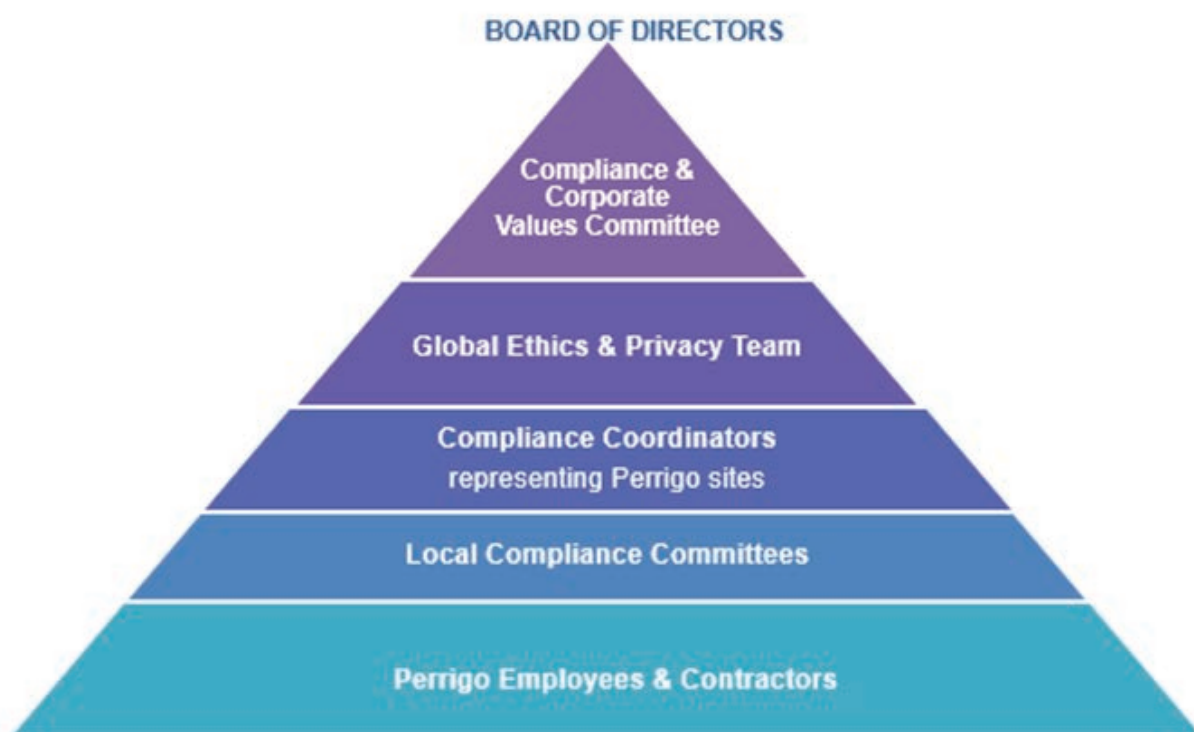 BOARD OF DIRECTORS
Compliance &
Corporate
Values Committee
Global Ethics & Privacy Team
Compliance Coordinators
representing Perrigo sites
Local Compliance Committees
Perrigo Employees & Contractors